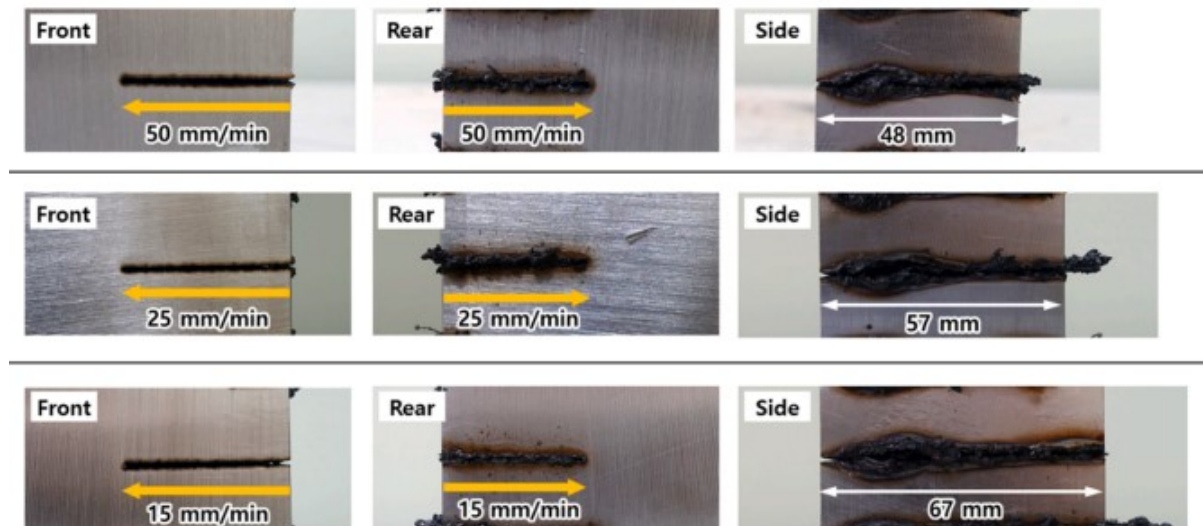 Front
Rear
Side
50 mm/min
50 mm/min
48 mm
Front
Rear
Side
25 mm/min
25 mm/min
57 mm
Front
Rear
Side
15 mm/min
15 mm/min
67 mm